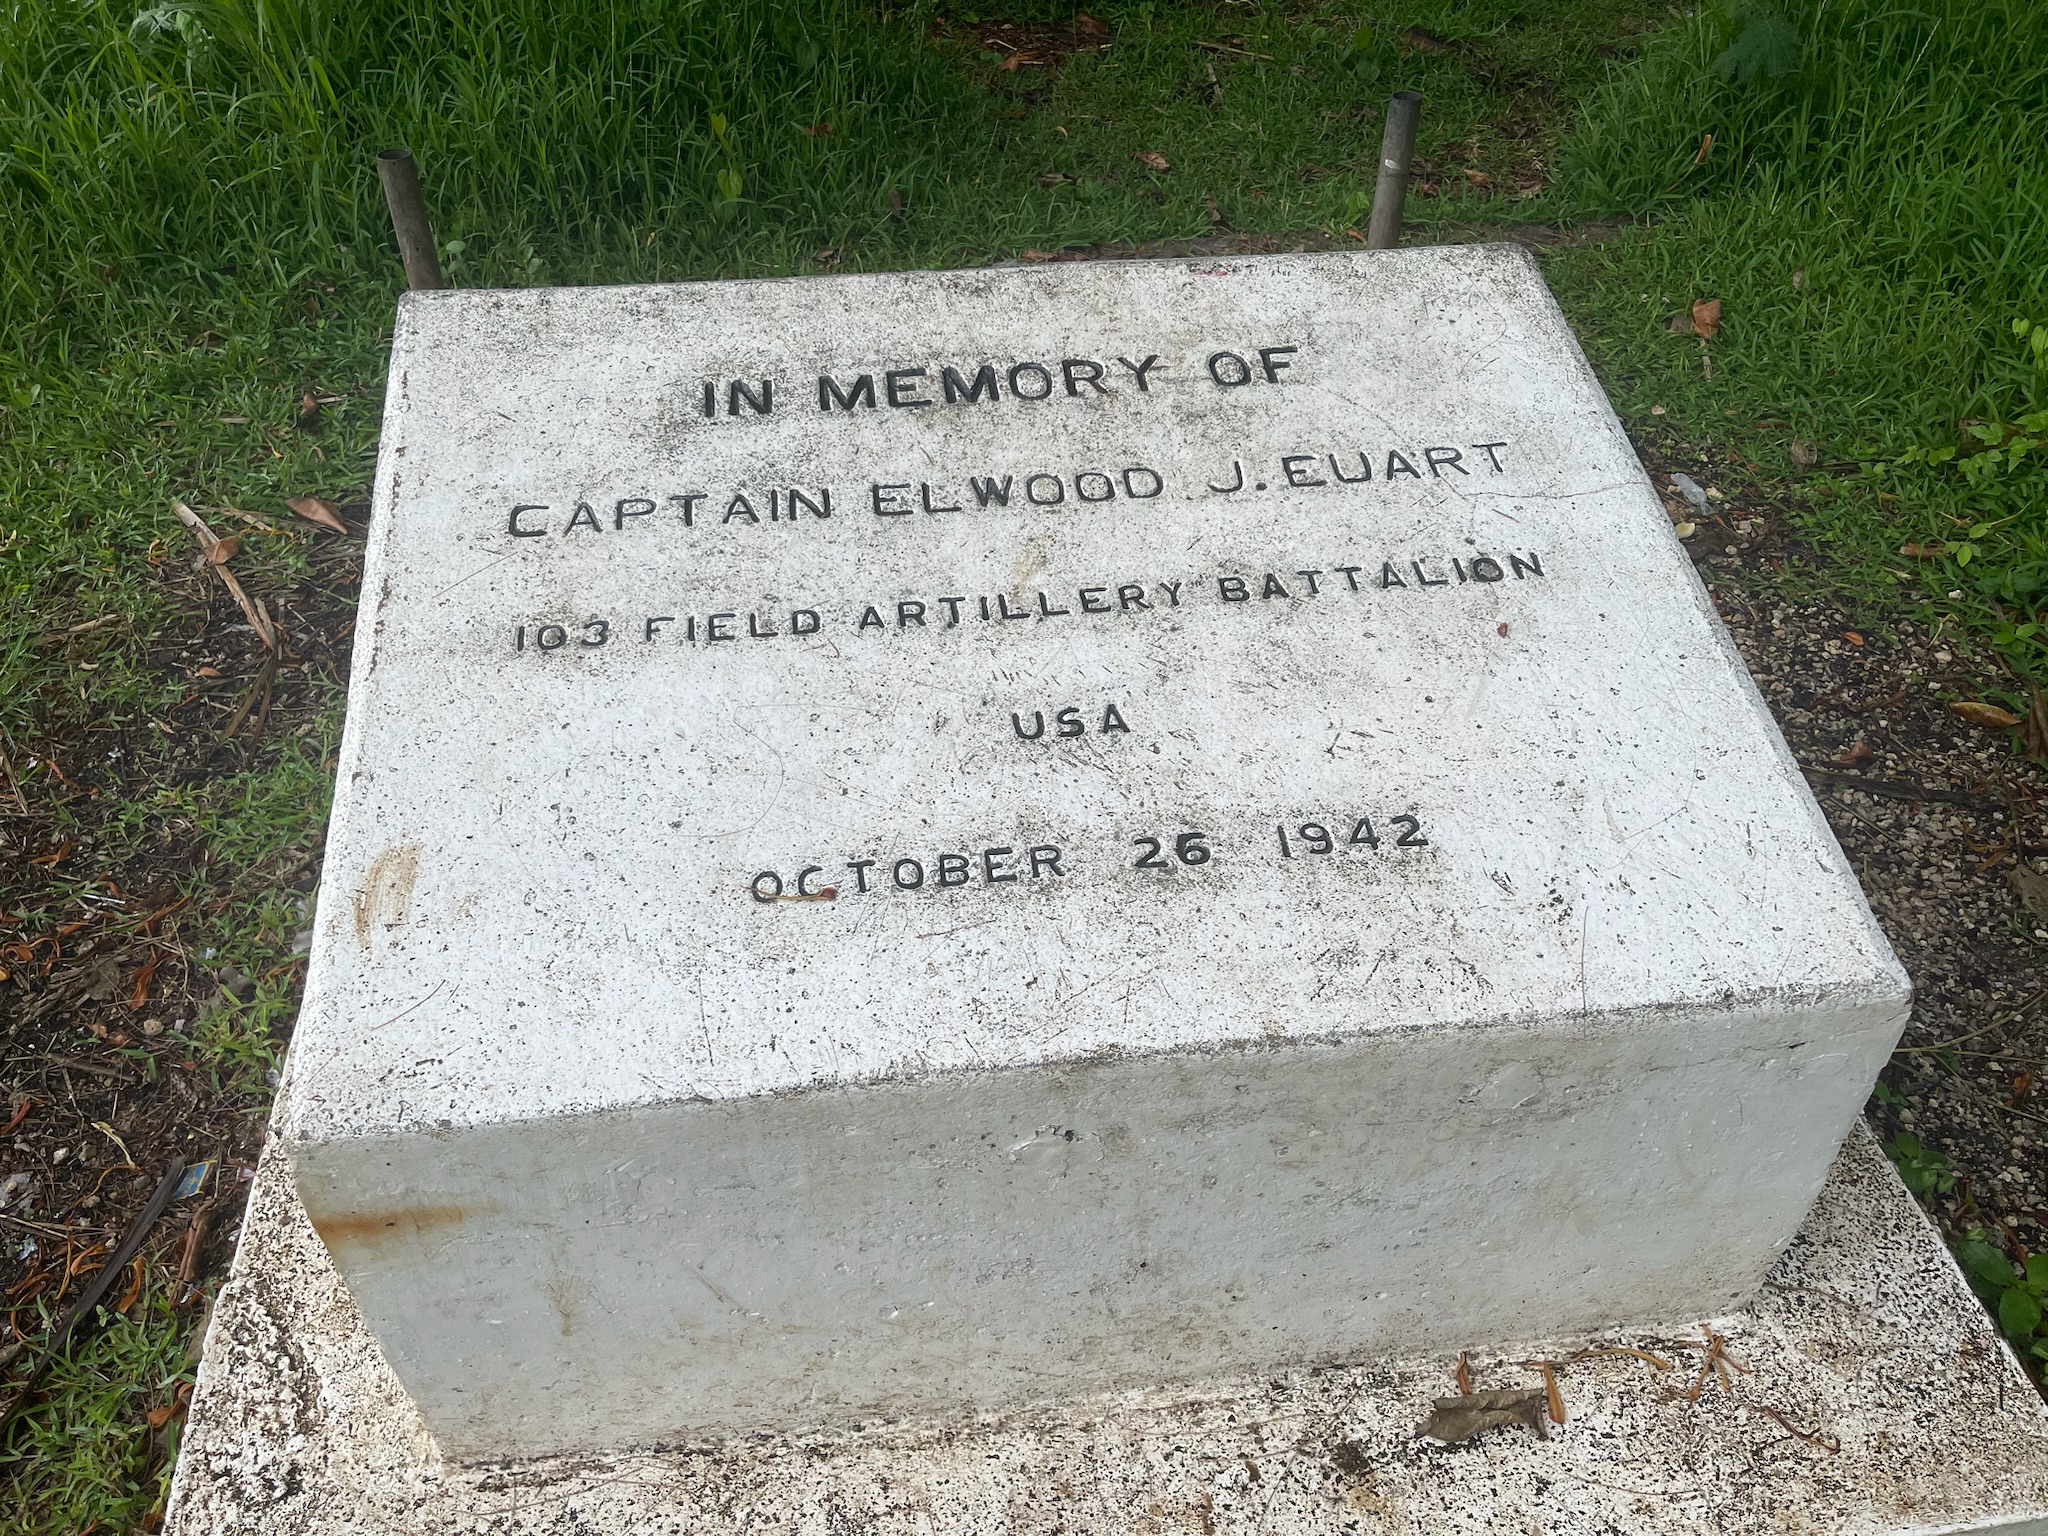 IN MEMORY OF
CAPTAIN ELWOOD J. EUART
103 FIELD ARTILLERY BATTALION
USA
OCTOBER 26 1942